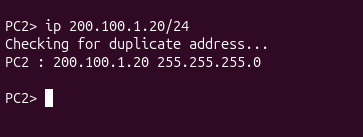 PC2> ip 200.100.1.20/24
Checking for duplicate address...
PC2 : 200.100.1.20 255.255.255.0
PC2>